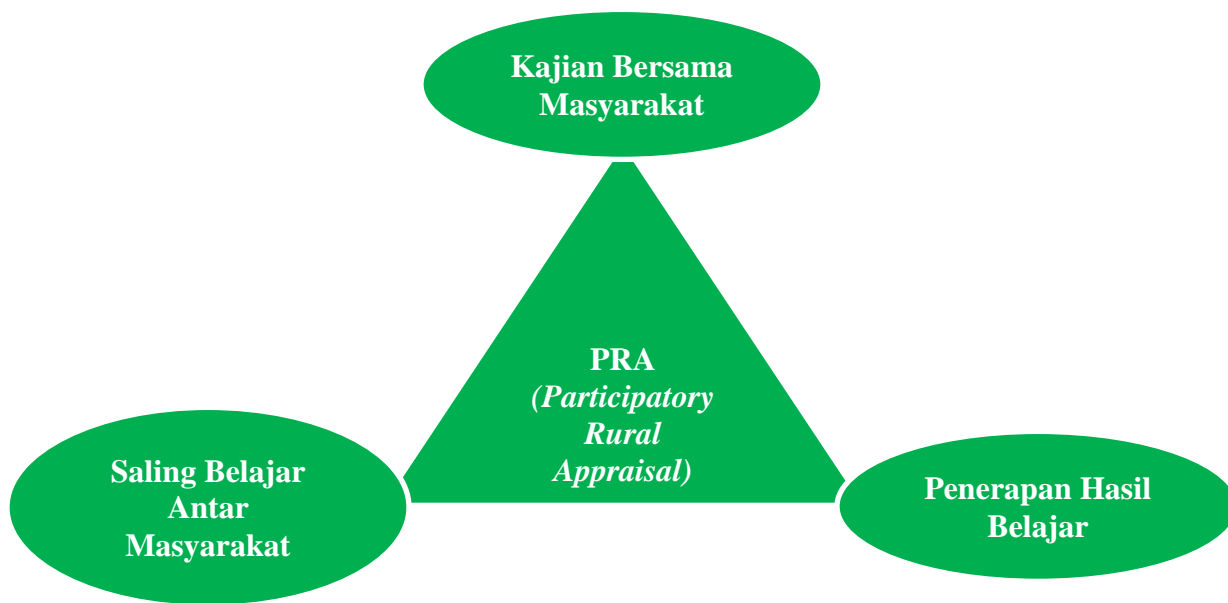 Kajian Bersama
Masyarakat
PRA
(Participatory
Rural
Appraisal)
Saling Belajar
Antar
Masyarakat
Penerapan Hasil
Belajar